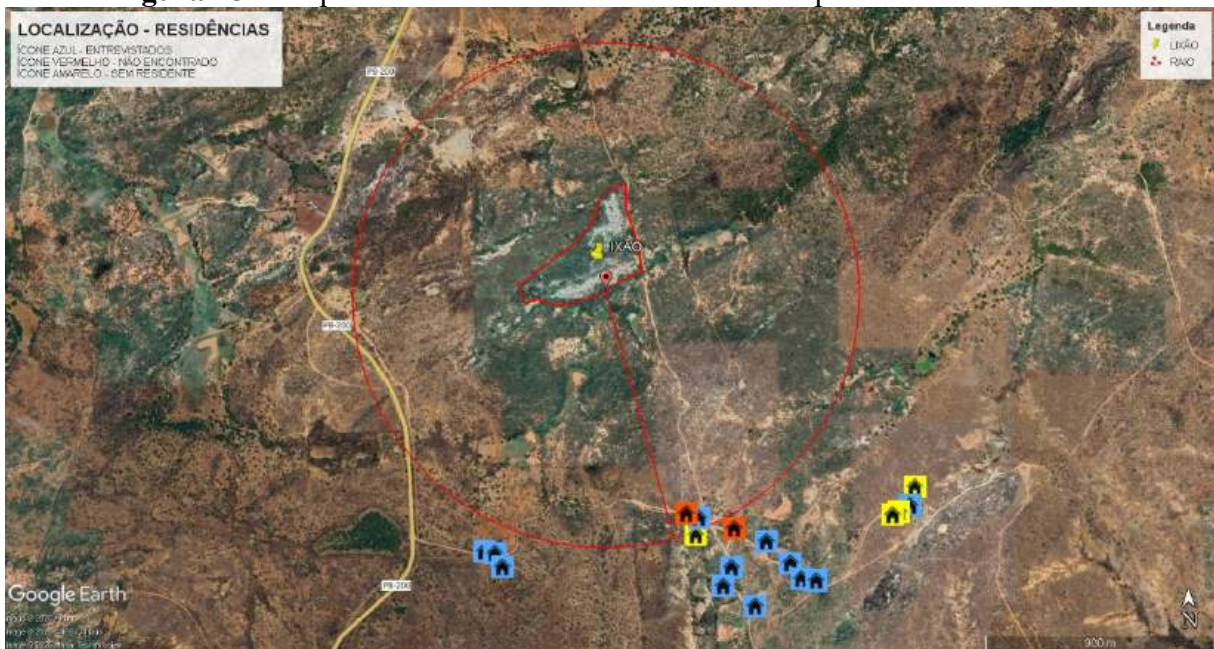 LOCALIZAÇÃO - RESIDÊNCIAS
ÍCONE AZUL - ENTREVISTADOS
ÍCONE VERMELHO - NÃO ENCONTRADO
ÍCONE AMARELO - SEM RESIDENTE
Legenda
LIXÃO
RAIO
PB-200
LIXÃO
PB-200
PB-200
Google Earth
N
900 m